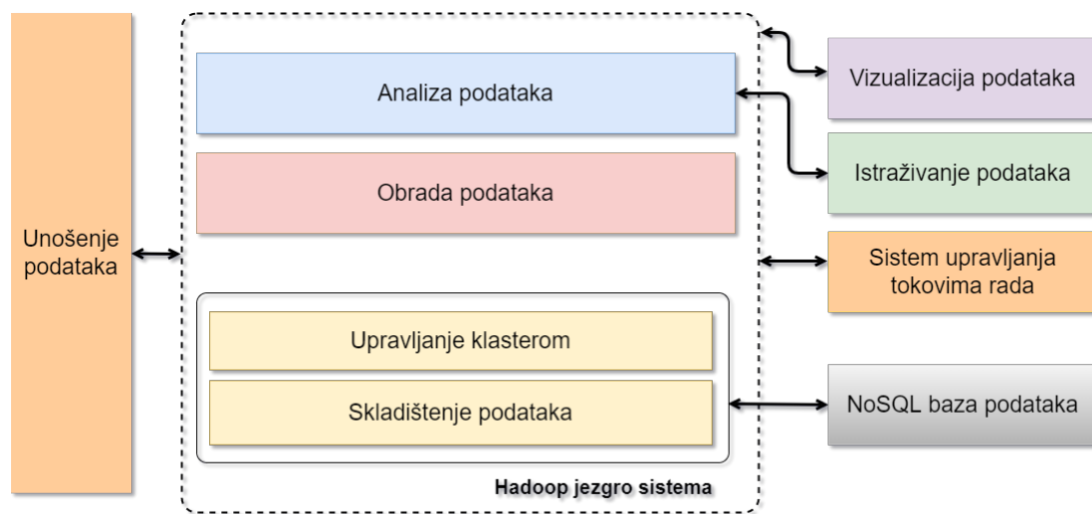 Unošenje
podataka
Analiza podataka
Obrada podataka
Upravljanje klasterom
Skladištenje podataka
Hadoop jezgro sistema
Vizualizacija podataka
Istraživanje podataka
Sistem upravljanja
tokovima rada
NoSQL baza podataka